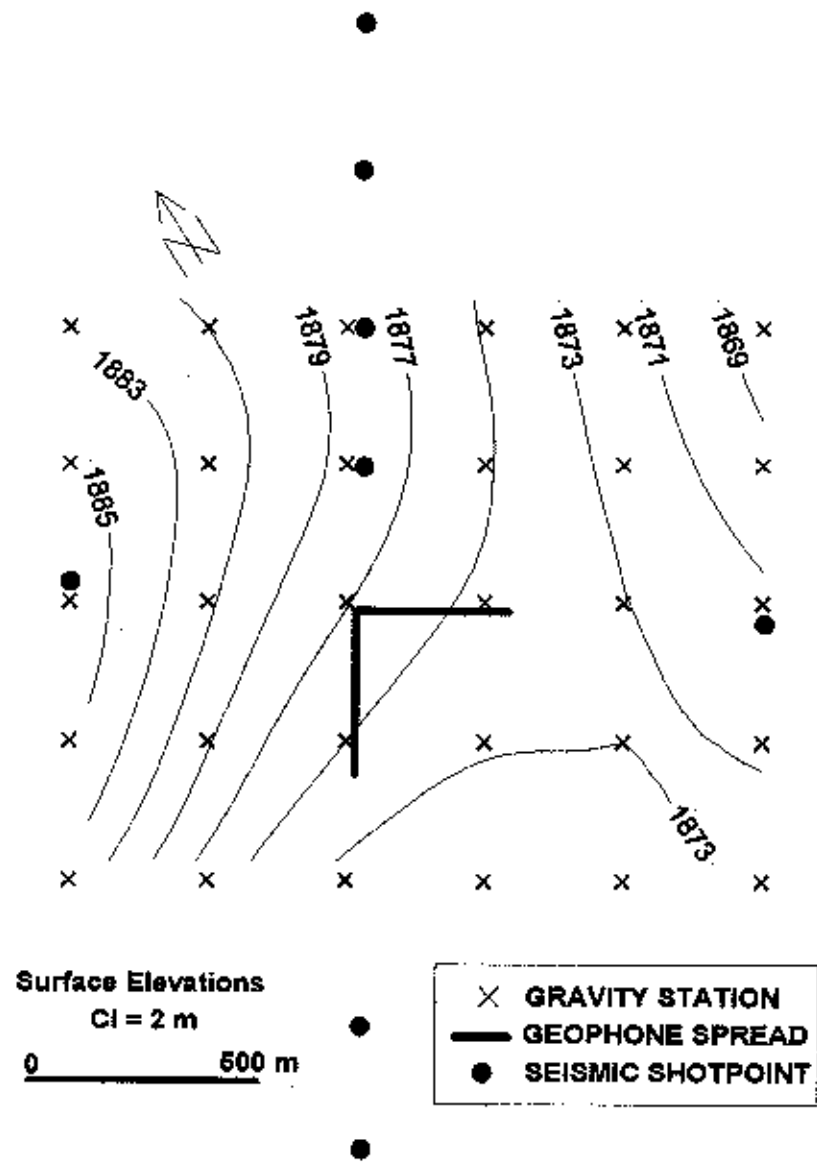 N
1879
1877
1873
1871
1869
1883
1885
1873
Surface Elevations
CI = 2 m
0 500 m
GRAVITY STATION
GEOPHONE SPREAD
SEISMIC SHOTPOINT